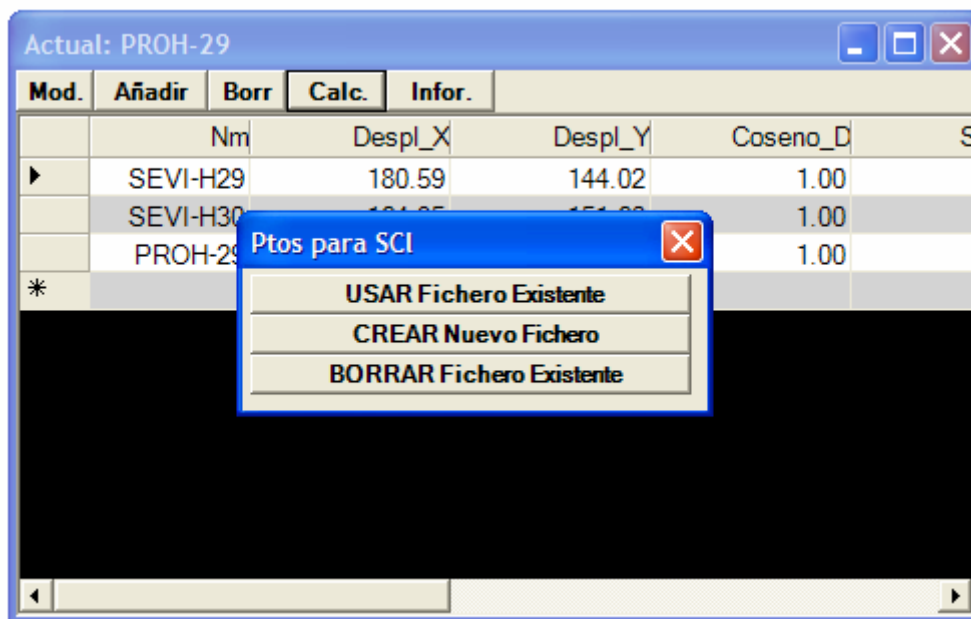 Actual: PROH-29
Mod. Añadir Borr Calc. Infor.
Nm Despl_X Despl_Y Coseno_D
SEVI-H29 180.59 144.02 1.00
SEVI-H30 1.00
PROH-29 1.00
Ptos para SCI
USAR Fichero Existente
CREAR Nuevo Fichero
BORRAR Fichero Existente